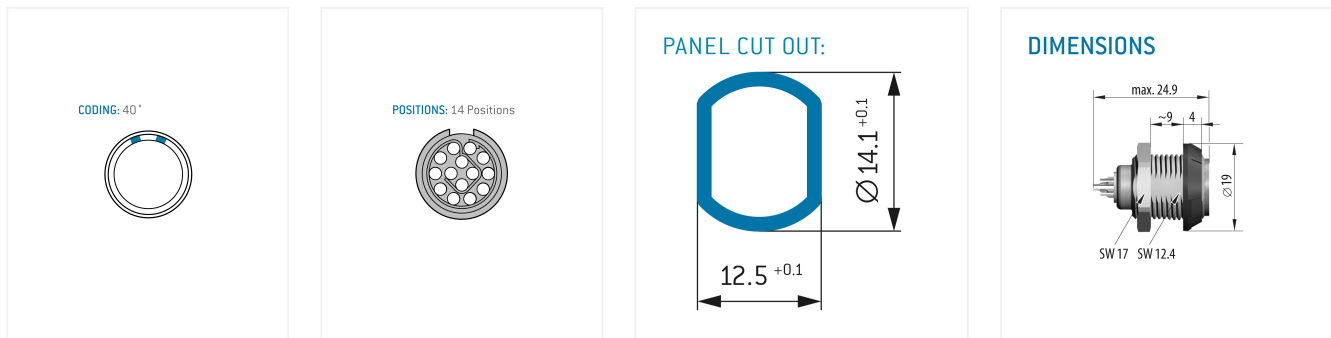 CODING: 40°
POSITIONS: 14 Positions
PANEL CUT OUT:
Ø 14.1 +0.1
12.5 +0.1
DIMENSIONS
max. 24.9
~9
4
Ø 19
SW 17
SW 12.4